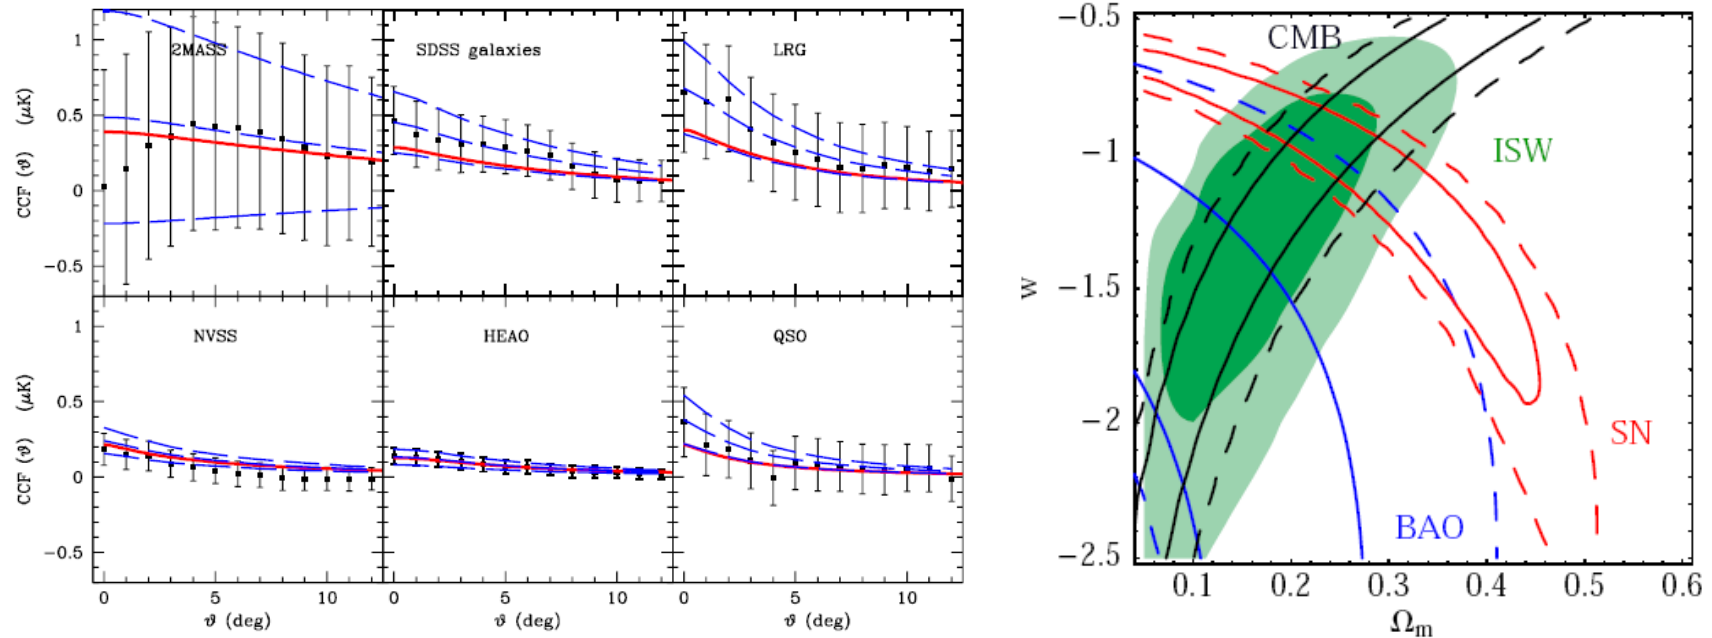 2MASS
SDSS galaxies
LRG
CCF (ϑ) (μK)
1
0.5
0
−0.5
NVSS
HEAO
QSO
CCF (ϑ) (μK)
1
0.5
0
−0.5
0 5 10
0 5 10
0 5 10
ϑ (deg)
ϑ (deg)
ϑ (deg)
−0.5
−1
−1.5
−2
−2.5
w
CMB
ISW
SN
BAO
0.1 0.2 0.3 0.4 0.5 0.6
Ωm